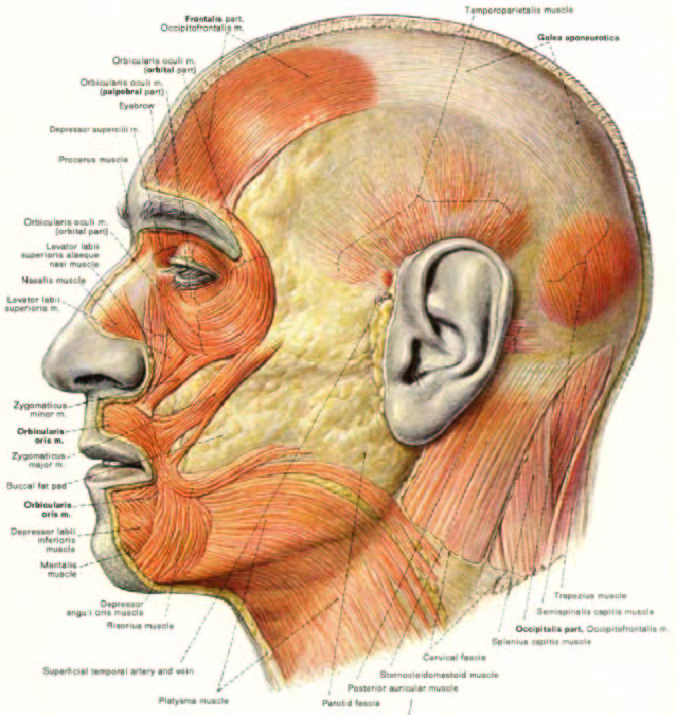 Temporoparietalis muscle
Frontalis part,
Occipitofrontalis m.
Galea aponeurotica
Orbicularis oculi m.
(orbital part)
Orbicularis oculi m.
(palpebral part)
Eyebrow
Depressor supercilii m.
Procerus muscle
Orbicularis oculi m.
(orbital part)
Levator labii
superioris alaeque
nasi muscle
Nasalis muscle
Levator labii
superioris m.
Zygomaticus
minor m.
Orbicularis
oris m.
Zygomaticus
major m.
Buccal fat pad
Orbicularis
oris m.
Depressor labii
inferioris
muscle
Mentalis
muscle
Depressor
anguli oris muscle
Risorius muscle
Superficial temporal artery and vein
Platysma muscle
Trapezius muscle
Semispinalis capitis muscle
Occipitalis part, Occipitofrontalis m.
Splenius capitis muscle
Cervical fascia
Sternocleidomastoid muscle
Posterior auricular muscle
Parotid fascia